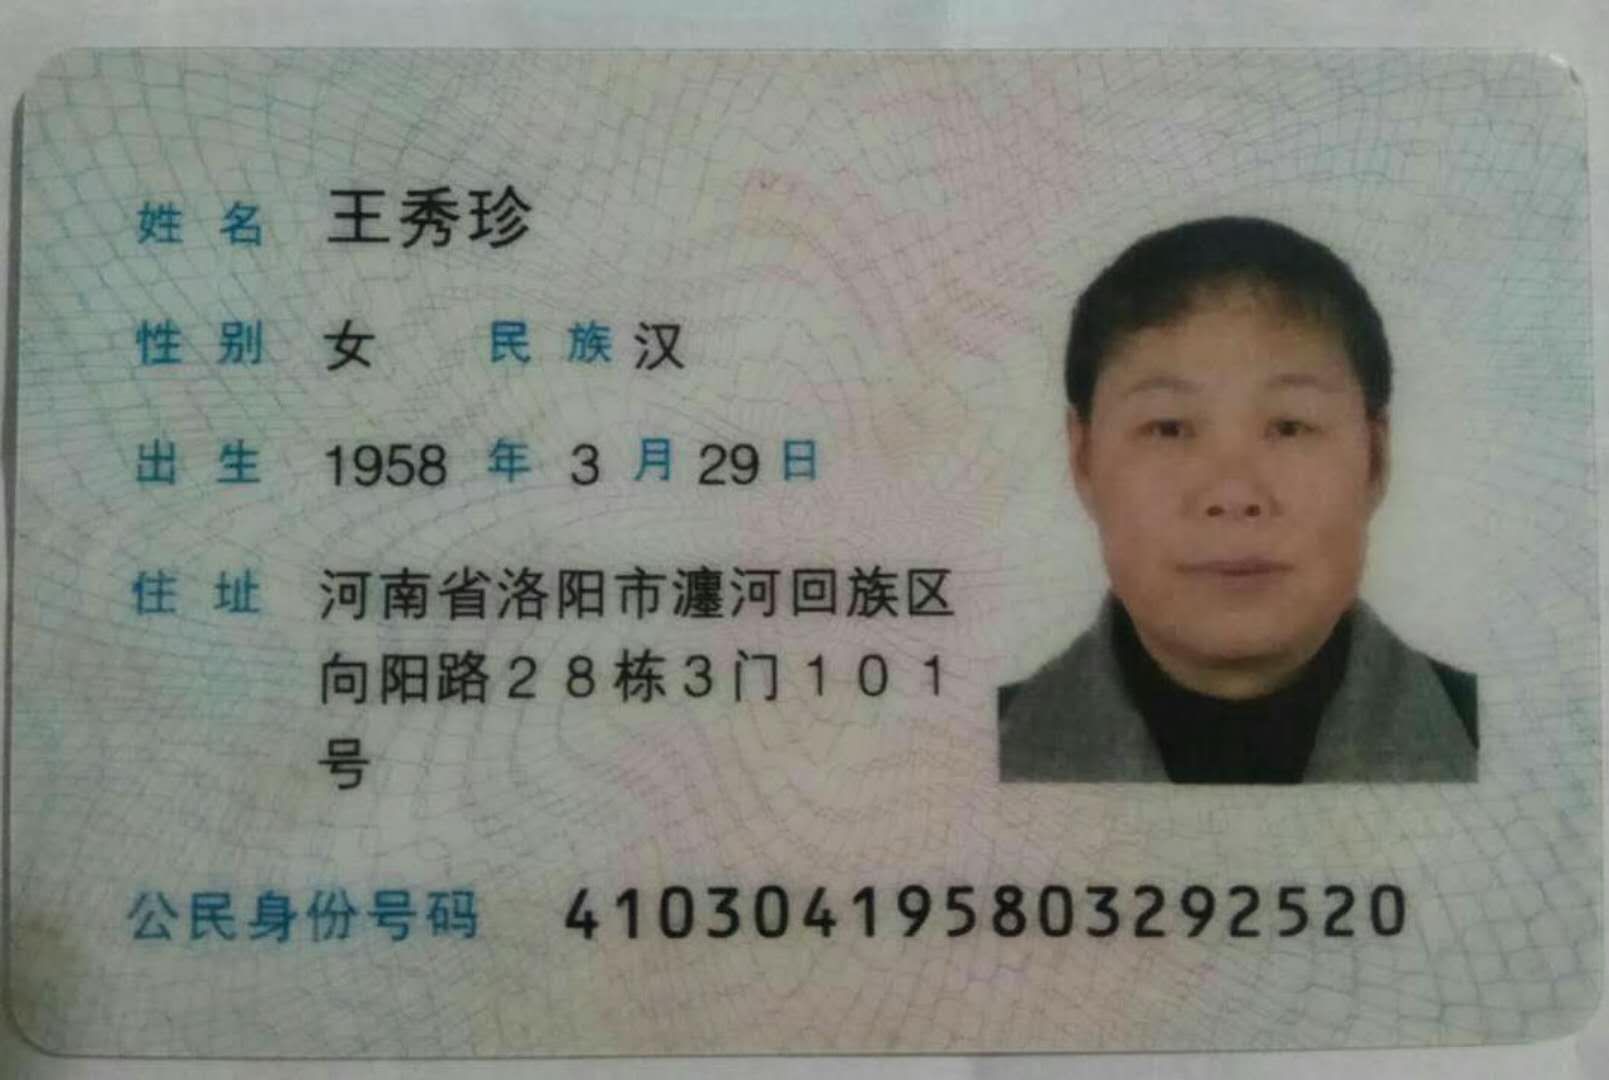 姓名 王秀珍
性别 女 民族 汉
出生 1958 年 3 月 29 日
住址 河南省洛阳市瀍河回族区
向阳路28栋3门101
号
公民身份号码 410304195803292520